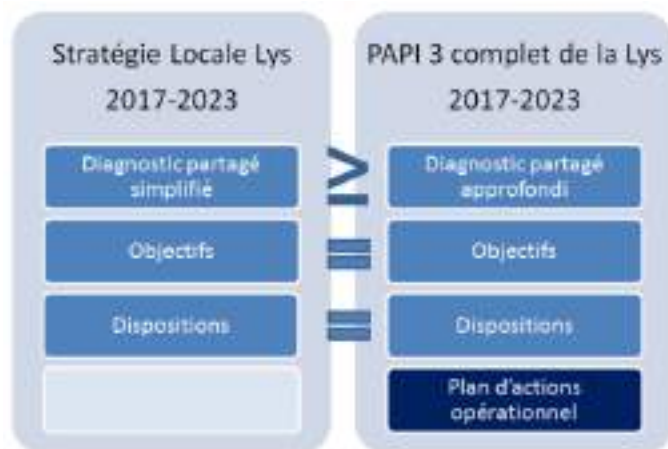 Stratégie Locale Lys
2017-2023
Diagnostic partagé
simplifié
Objectifs
Dispositions
≥
=
=
PAPI 3 complet de la Lys
2017-2023
Diagnostic partagé
approfondi
Objectifs
Dispositions
Plan d'actions
opérationnel